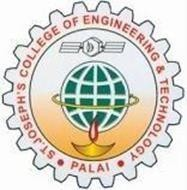 ST.JOSEPH'S COLLEGE OF ENGINEERING & TECHNOLOGY
• PALAI •